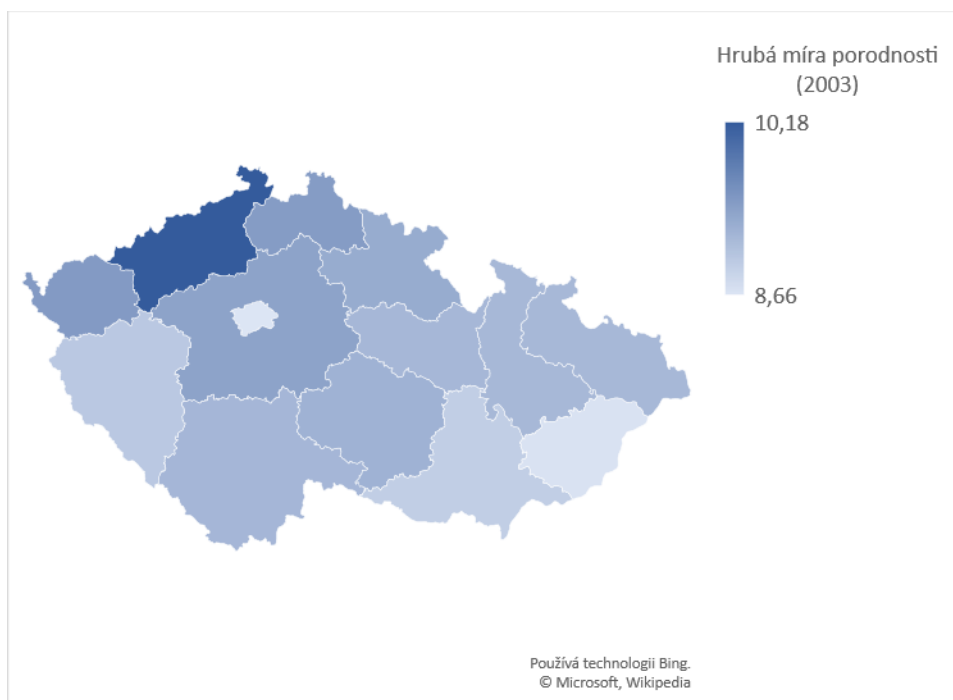 Hrubá míra porodnosti
(2003)
10,18
8,66
Používá technologii Bing.
© Microsoft, Wikipedia